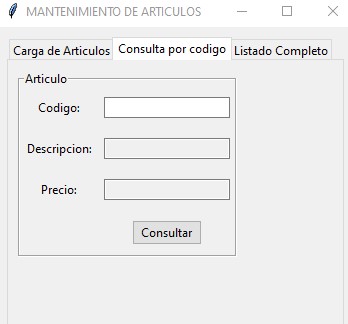 MANTENIMIENTO DE ARTICULOS
Carga de Articulos Consulta por codigo Listado Completo
Articulo
Codigo:
Descripcion:
Precio:
Consultar